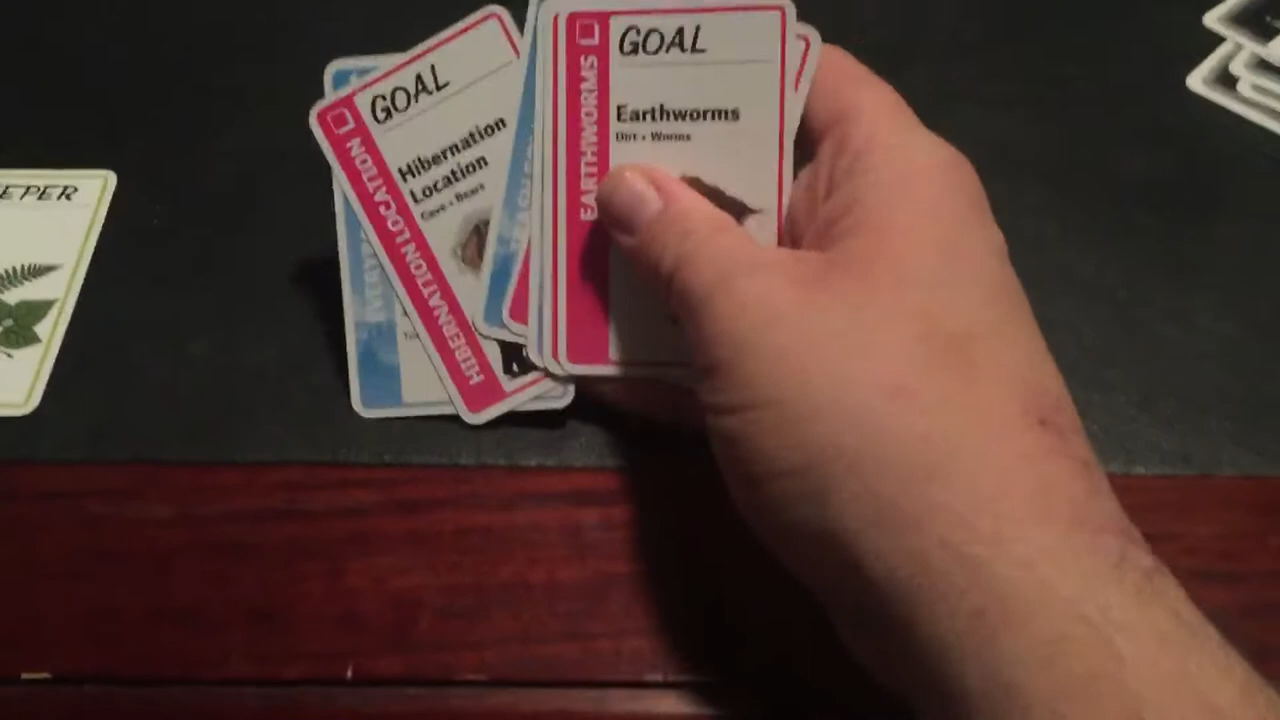 EPER
GOAL
Hibernation
Location
Cave + Bears
HIBERNATION LOCATION
GOAL
Earthworms
Dirt + Worms
EARTHWORMS